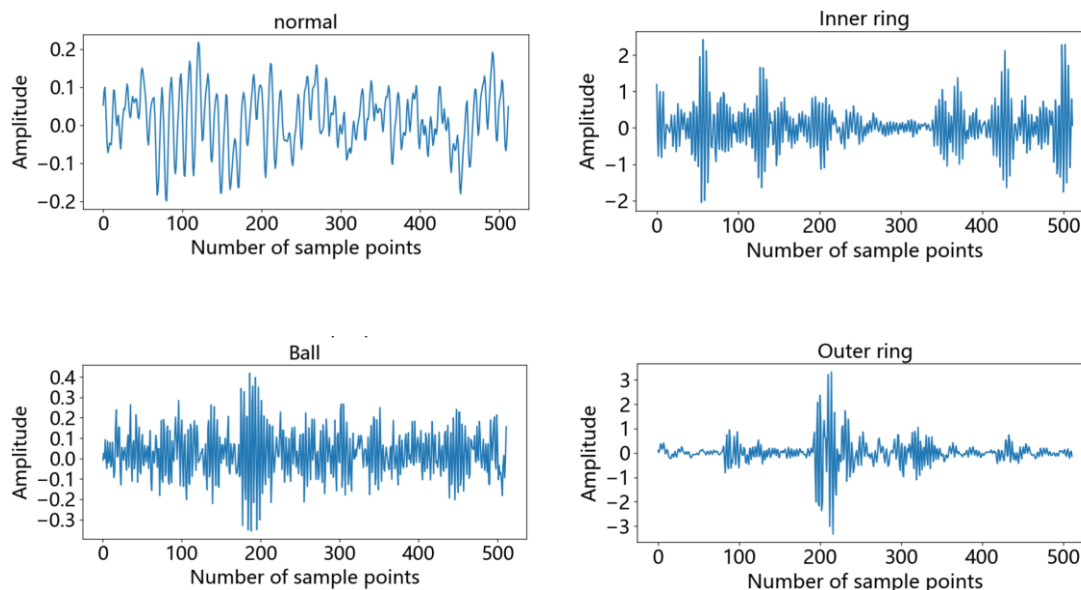 normal
Amplitude
0.2
0.1
0.0
−0.1
−0.2
0 100 200 300 400 500
Number of sample points
Inner ring
Amplitude
2
1
0
−1
−2
0 100 200 300 400 500
Number of sample points
Ball
Amplitude
0.4
0.3
0.2
0.1
0.0
−0.1
−0.2
−0.3
0 100 200 300 400 500
Number of sample points
Outer ring
Amplitude
3
2
1
0
−1
−2
−3
0 100 200 300 400 500
Number of sample points